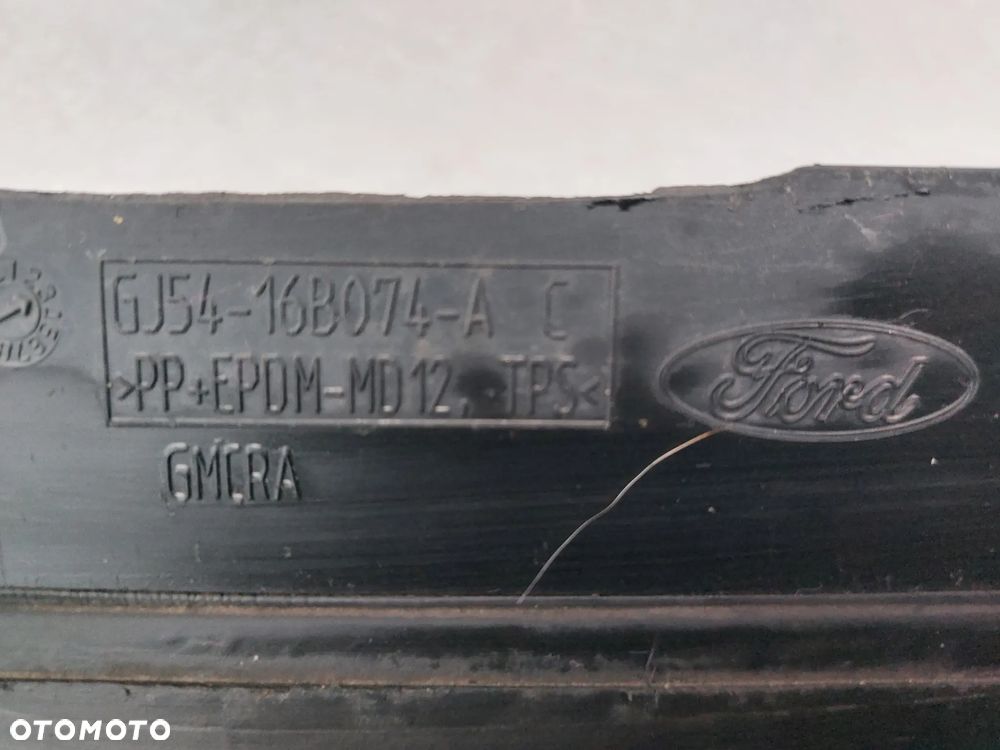 GJ54-16B074-A C
>PP+EPDM-MD12, TPS<
Ford
GMCRA
OTOMOTO